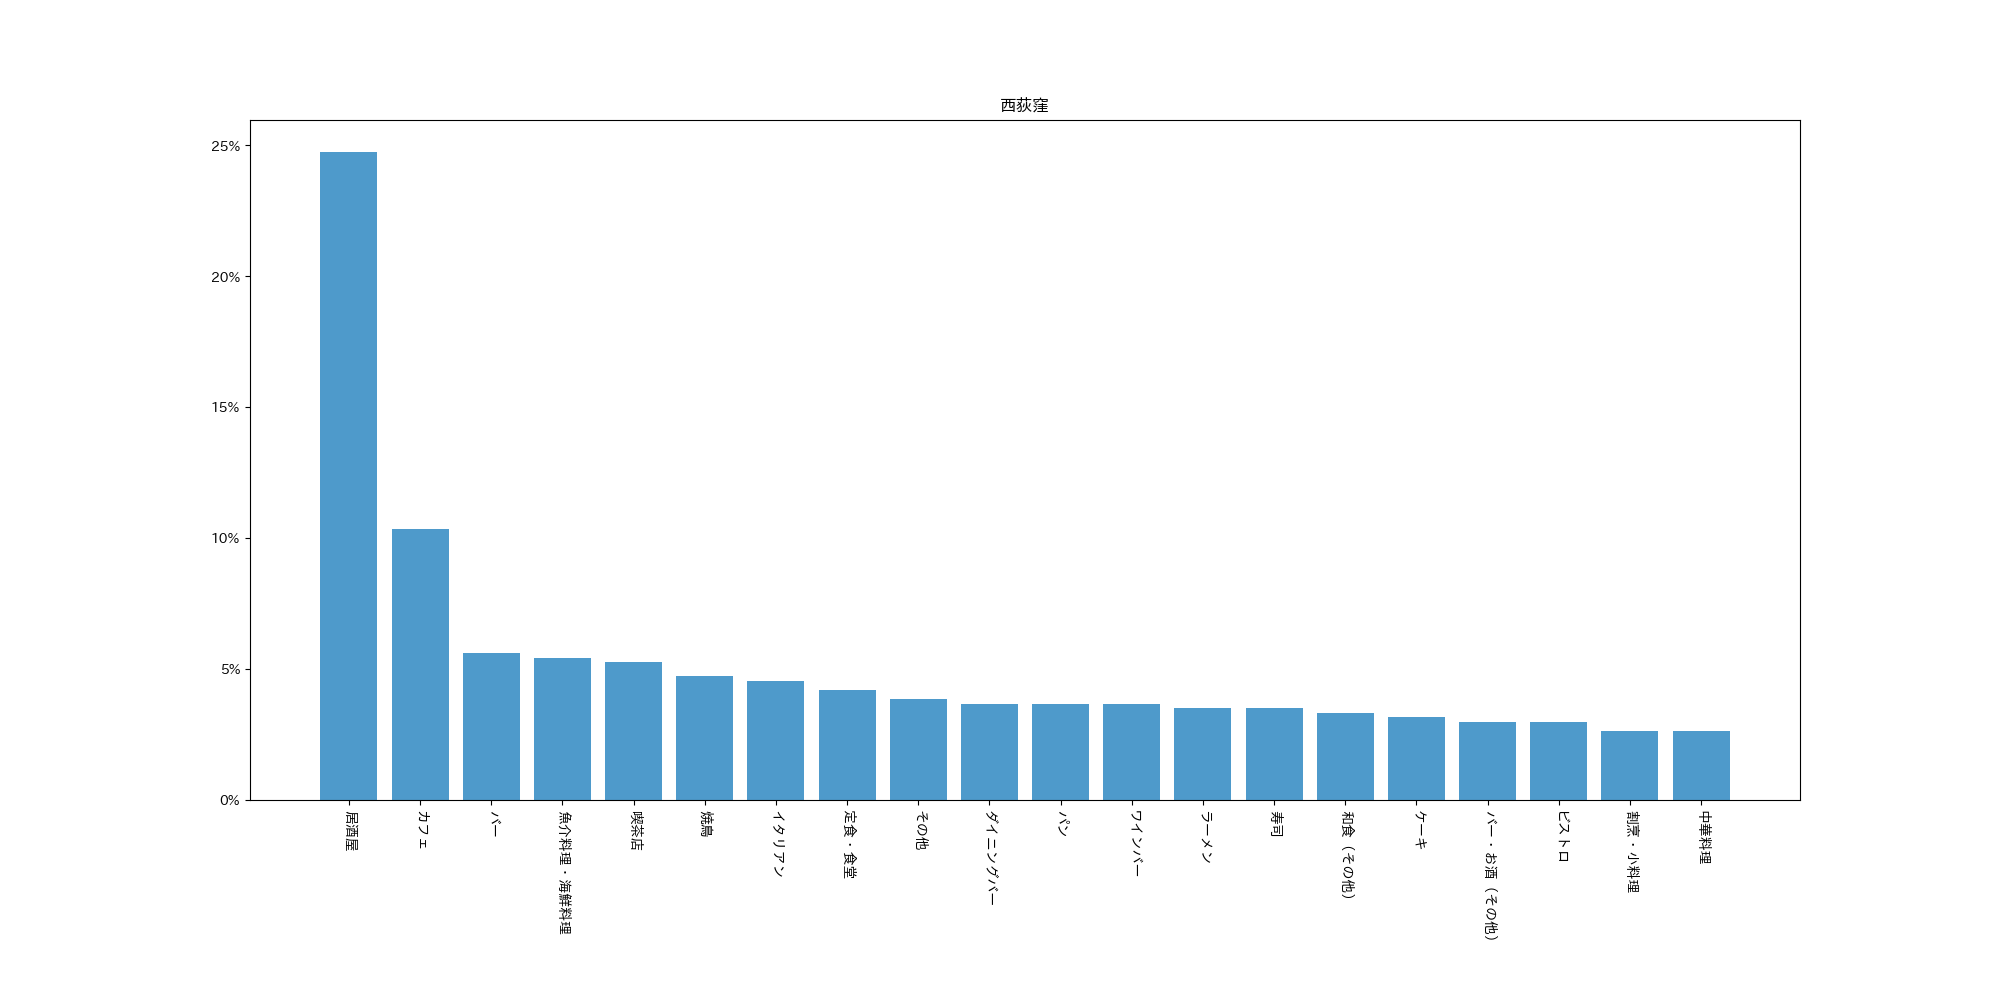 西荻窪
25%
20%
15%
10%
5%
0%
居酒屋
カフェ
バー
魚介料理・海鮮料理
喫茶店
焼鳥
イタリアン
定食・食堂
その他
ダイニングバー
パン
ワインバー
ラーメン
寿司
和食（その他）
ケーキ
バー・お酒（その他）
ビストロ
割烹・小料理
中華料理